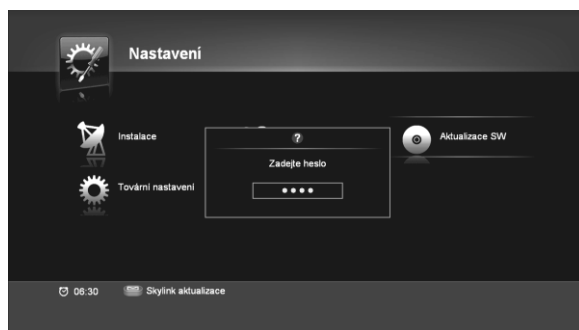 Nastavení
Instalace
?
Zadejte heslo
••••
Aktualizace SW
Tovární nastavení
06:30
Skylink aktualizace